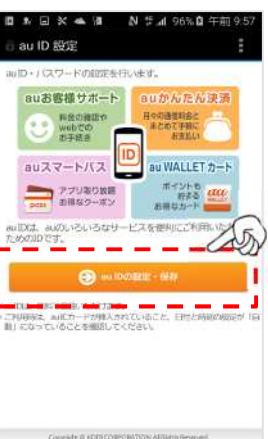 96% 午前 9:57
au ID 設定
au ID・パスワードの設定を行います。
auお客様サポート
料金の確認や
webでの
お手続き
auかんたん決済
月々の通信料金と
まとめて手軽に
お支払い
ID
auスマートパス
pass
アプリ取り放題
お得なクーポン
au WALLET カード
ポイントも
貯まる
お得なカード
au IDは、auのいろいろなサービスを便利にご利用いた
ためのIDです。
au IDの設定・保存
ご利用時は、auICカードが挿入されていること、日付と時刻の設定が「自
動」になっていることを確認してください。
Copyright © KDDI CORPORATION. All Rights Reserved.